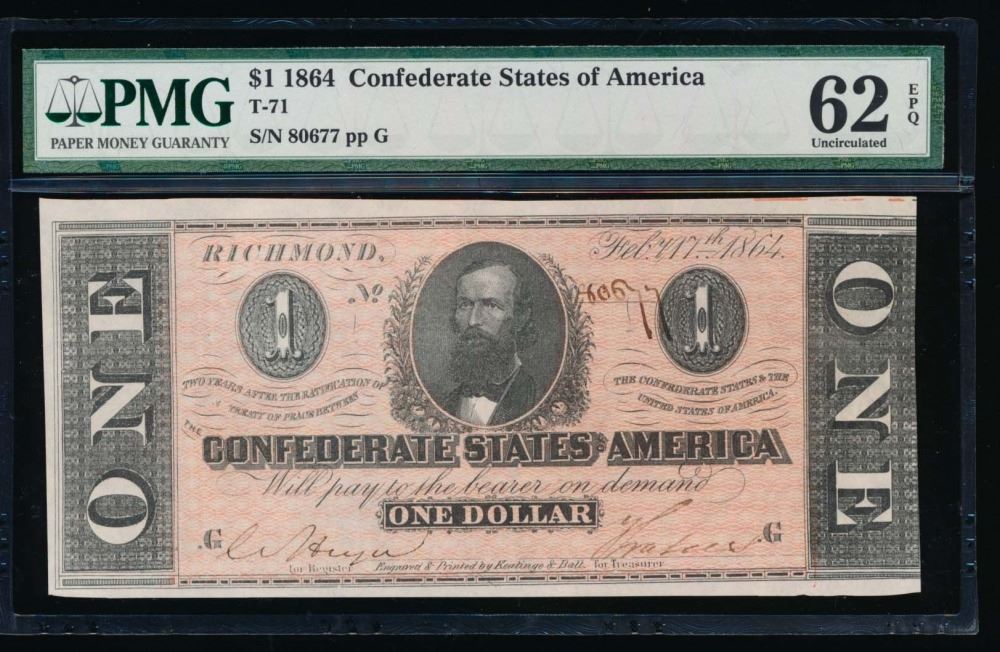 PMG
PAPER MONEY GUARANTY
$1 1864 Confederate States of America
T-71
S/N 80677 pp G
62
EPQ
Uncirculated
RICHMOND,
Feb.y 17th 1864.
1
No
80677
1
TWO YEARS AFTER THE RATIFICATION OF
A TREATY OF PEACE BETWEEN
THE CONFEDERATE STATES & THE
UNITED STATES OF AMERICA.
THE
CONFEDERATE STATES OF AMERICA
Will pay to the bearer on demand
ONE DOLLAR
.G
.G
for Register
Engraved & Printed by Keatinge & Ball.
for Treasurer
ONE
ONE